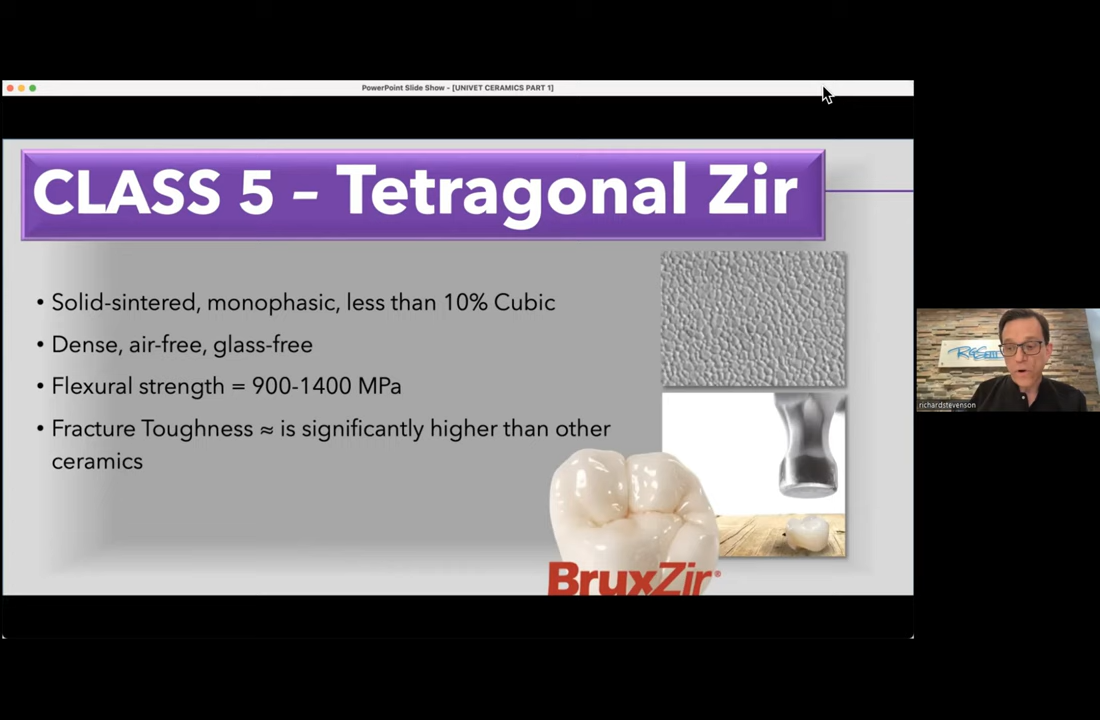 PowerPoint Slide Show - [UNIVET CERAMICS PART 1]
CLASS 5 – Tetragonal Zir
• Solid-sintered, monophasic, less than 10% Cubic
• Dense, air-free, glass-free
• Flexural strength = 900-1400 MPa
• Fracture Toughness ≈ is significantly higher than other
ceramics
BruxZir®
richardstevenson